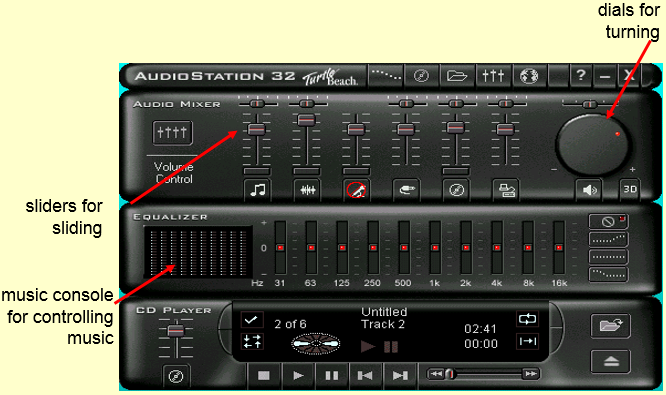 dials for
turning
AUDIOSTATION 32 Turtle Beach ? – X
AUDIO MIXER
Volume
Control
– +
3D
sliders for
sliding
EQUALIZER
+
0
–
Hz 31 63 125 250 500 1k 2k 4k 8k 16k
music console
for controlling
music
CD PLAYER
2 of 6
Untitled
Track 2
02:41
00:00